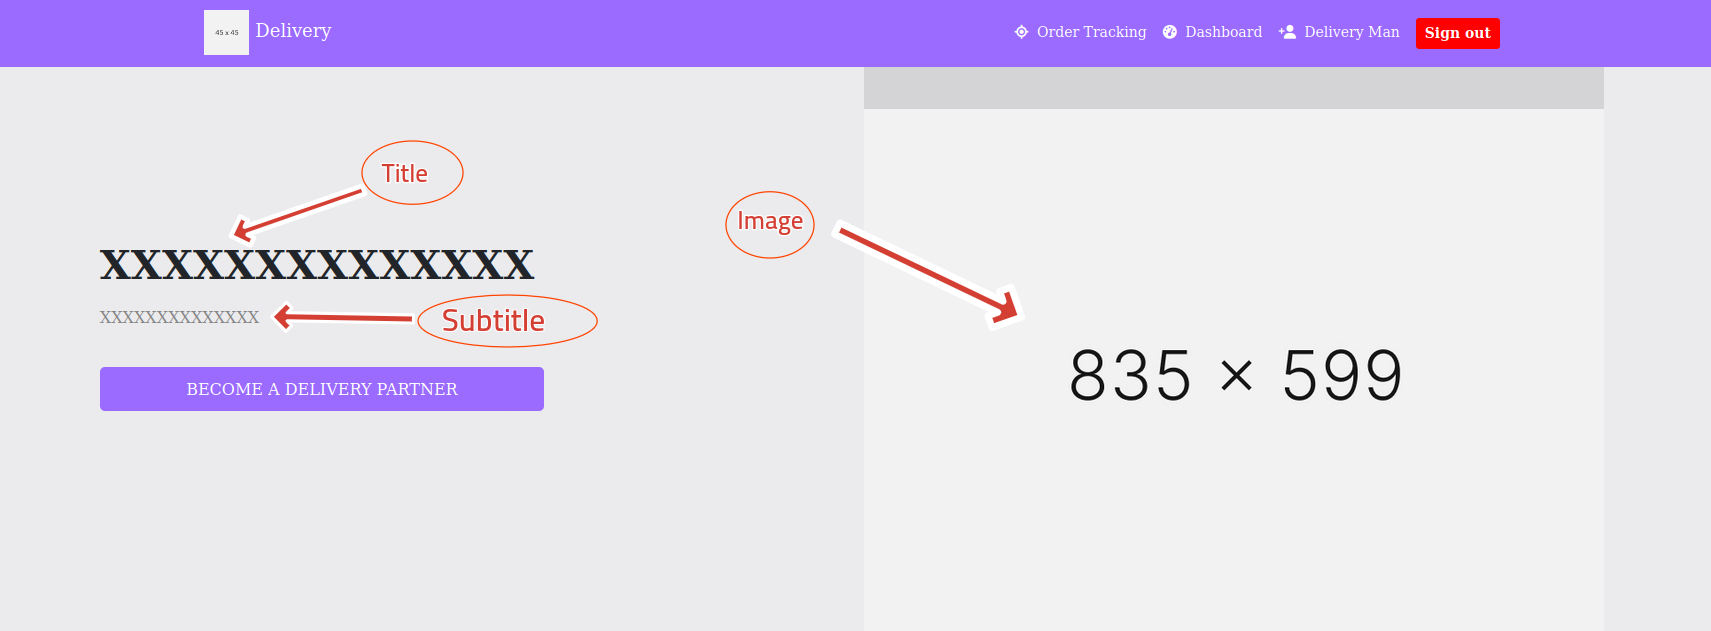 45 x 45
Delivery
Order Tracking
Dashboard
Delivery Man
Sign out
Title
Image
XXXXXXXXXXXXXX
XXXXXXXXXXXXXX
Subtitle
BECOME A DELIVERY PARTNER
835 × 599